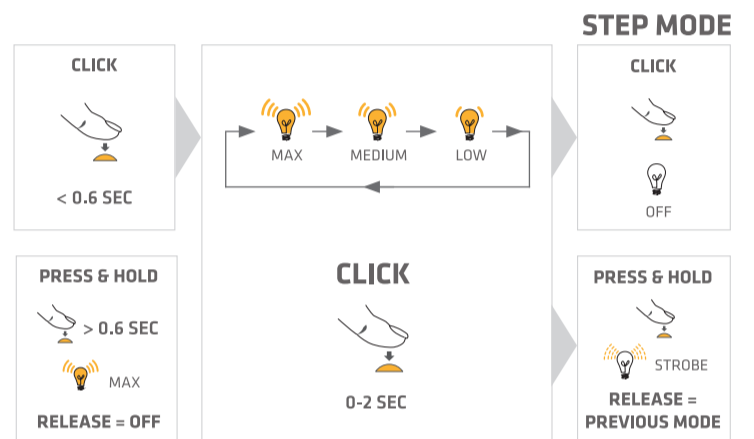 STEP MODE
CLICK
< 0.6 SEC
PRESS & HOLD
> 0.6 SEC
MAX
RELEASE = OFF
MAX MEDIUM LOW
CLICK
0-2 SEC
CLICK
OFF
PRESS & HOLD
STROBE
RELEASE =
PREVIOUS MODE